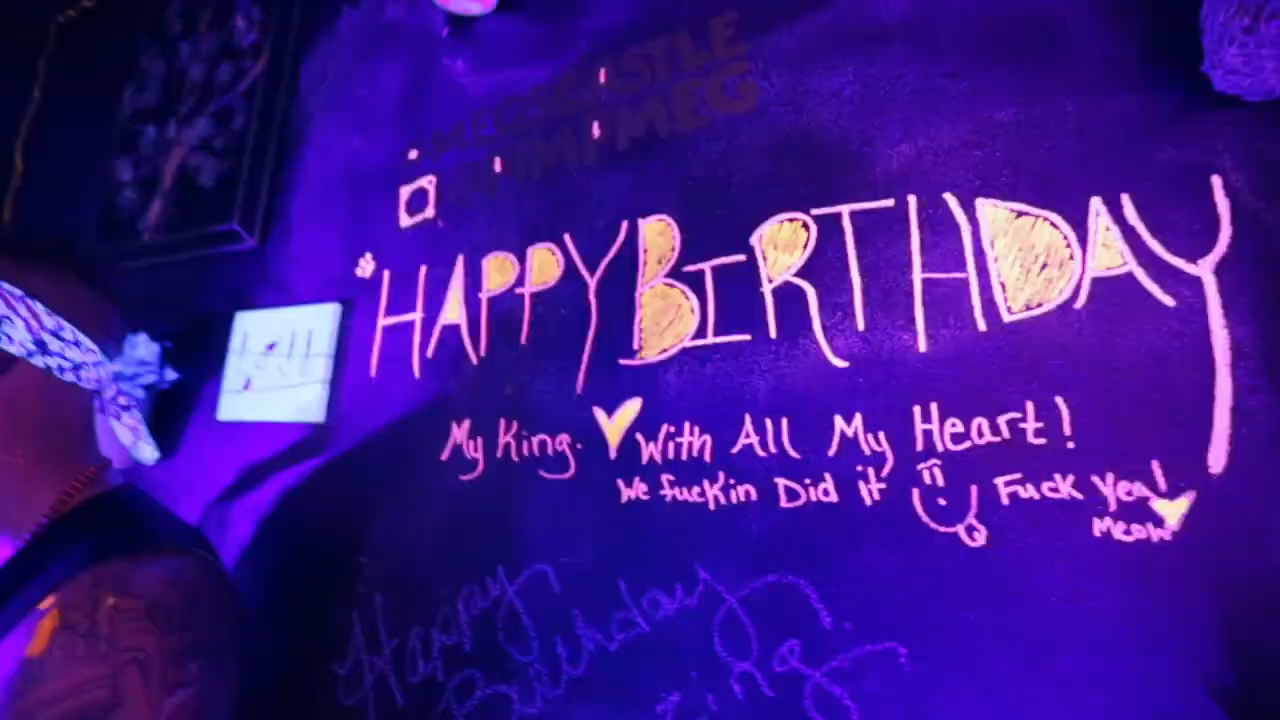 HAPPY BIRTHDAY
My King. With All My Heart!
We fuckin Did it Fuck Yea!
Meow
Happy
Birthday